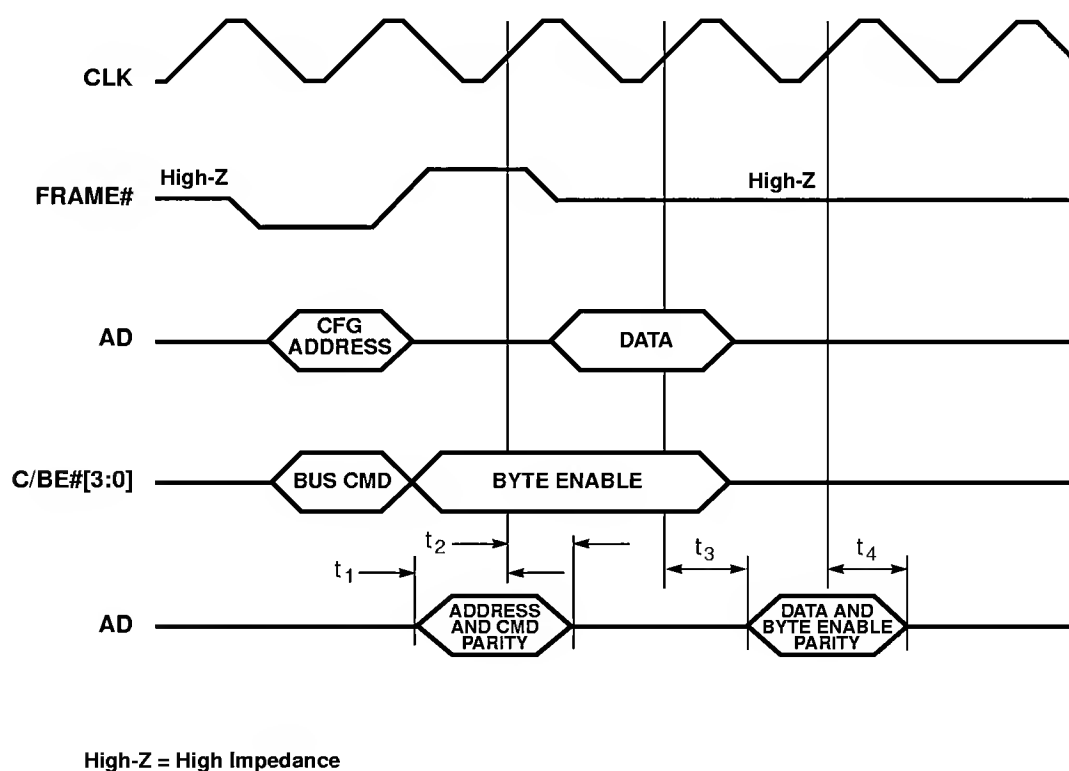 CLK
High-Z
High-Z
FRAME#
CFG
ADDRESS
DATA
AD
C/BE#[3:0]
BUS CMD
BYTE ENABLE
t2
t1
t3
t4
AD
ADDRESS
AND CMD
PARITY
DATA AND
BYTE ENABLE
PARITY
High-Z = High Impedance